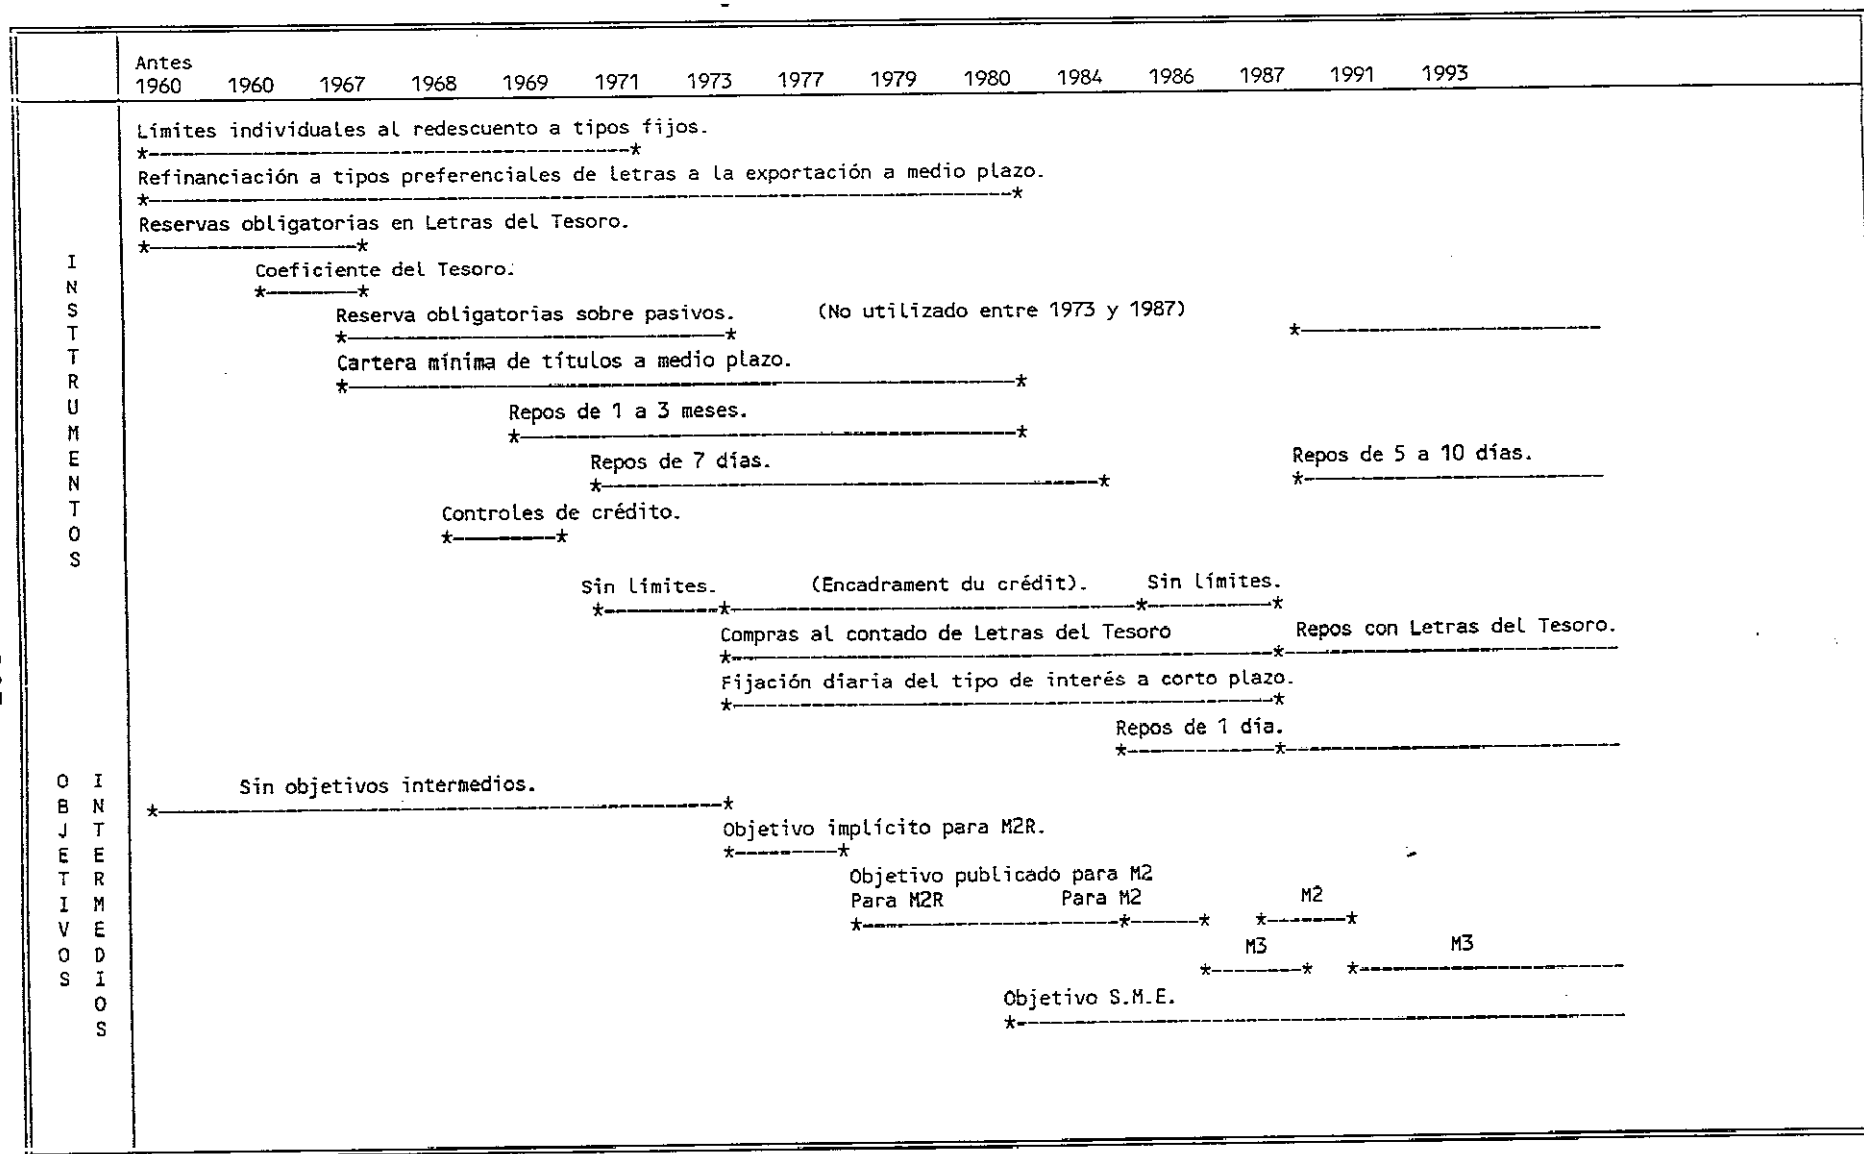 Antes
1960 1960 1967 1968 1969 1971 1973 1977 1979 1980 1984 1986 1987 1991 1993
INSTRUMENTOS
Límites individuales al redescuento a tipos fijos.
Refinanciación a tipos preferenciales de letras a la exportación a medio plazo.
Reservas obligatorias en Letras del Tesoro.
Coeficiente del Tesoro.
Reserva obligatorias sobre pasivos. (No utilizado entre 1973 y 1987)
Cartera mínima de títulos a medio plazo.
Repos de 1 a 3 meses.
Repos de 7 días. Repos de 5 a 10 días.
Controles de crédito.
Sin límites. (Encadrament du crédit). Sin límites.
Compras al contado de Letras del Tesoro Repos con Letras del Tesoro.
Fijación diaria del tipo de interés a corto plazo.
Repos de 1 día.
OBJETIVOS
INTERMEDIOS
Sin objetivos intermedios.
Objetivo implícito para M2R.
Objetivo publicado para M2
Para M2R Para M2 M2
M3 M3
Objetivo S.M.E.